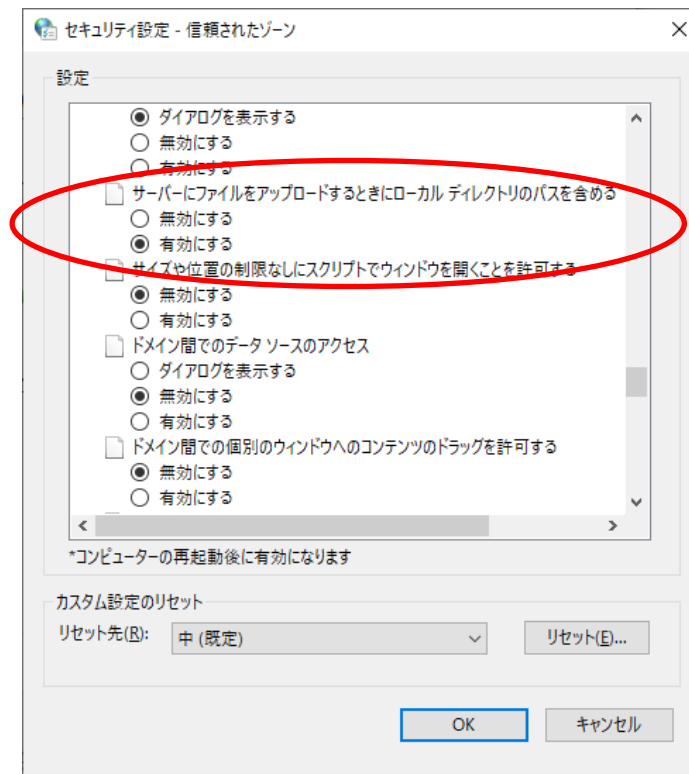 セキュリティ設定 - 信頼されたゾーン
設定
ダイアログを表示する
無効にする
有効にする
サーバーにファイルをアップロードするときにローカル ディレクトリのパスを含める
無効にする
有効にする
サイズや位置の制限なしにスクリプトでウィンドウを開くことを許可する
無効にする
有効にする
ドメイン間でのデータ ソースのアクセス
ダイアログを表示する
無効にする
有効にする
ドメイン間での個別のウィンドウへのコンテンツのドラッグを許可する
無効にする
有効にする
*コンピューターの再起動後に有効になります
カスタム設定のリセット
リセット先(R): 中 (既定) リセット(E)...
OK キャンセル